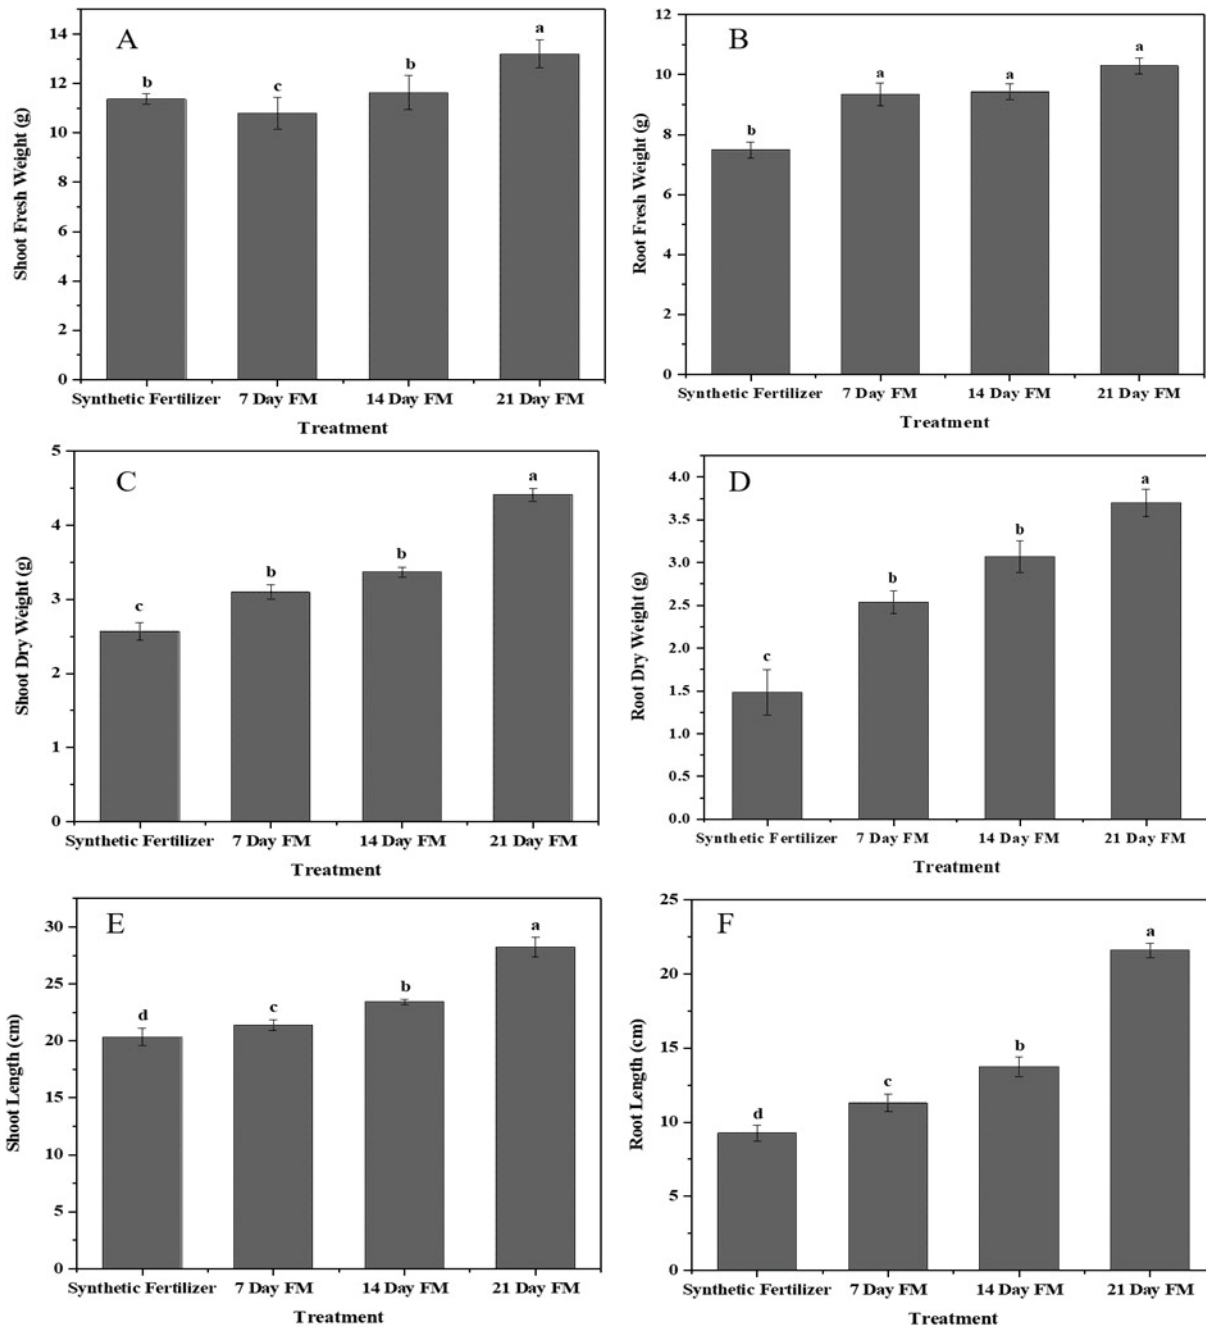 A
Shoot Fresh Weight (g)
14
12
10
8
6
4
2
0
b
c
b
a
Synthetic Fertilizer 7 Day FM 14 Day FM 21 Day FM
Treatment
B
Root Fresh Weight (g)
12
10
8
6
4
2
0
b
a
a
a
Synthetic Fertilizer 7 Day FM 14 Day FM 21 Day FM
Treatment
C
Shoot Dry Weight (g)
5
4
3
2
1
0
c
b
b
a
Synthetic Fertilizer 7 Day FM 14 Day FM 21 Day FM
Treatment
D
Root Dry Weight (g)
4.0
3.5
3.0
2.5
2.0
1.5
1.0
0.5
0.0
c
b
b
a
Synthetic Fertilizer 7 Day FM 14 Day FM 21 Day FM
Treatment
E
Shoot Length (cm)
30
25
20
15
10
5
0
d
c
b
a
Synthetic Fertilizer 7 Day FM 14 Day FM 21 Day FM
Treatment
F
Root Length (cm)
25
20
15
10
5
0
d
c
b
a
Synthetic Fertilizer 7 Day FM 14 Day FM 21 Day FM
Treatment